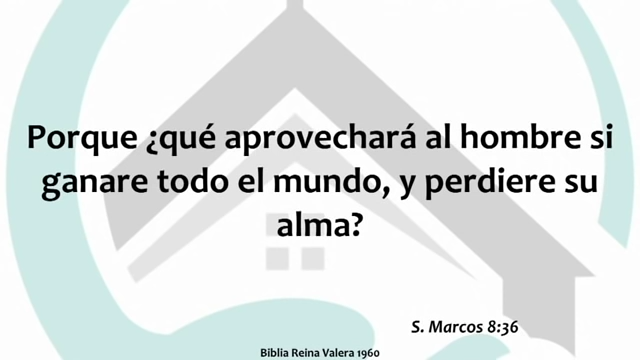 Porque ¿qué aprovechará al hombre si
ganare todo el mundo, y perdiere su
alma?
S. Marcos 8:36
Biblia Reina Valera 1960